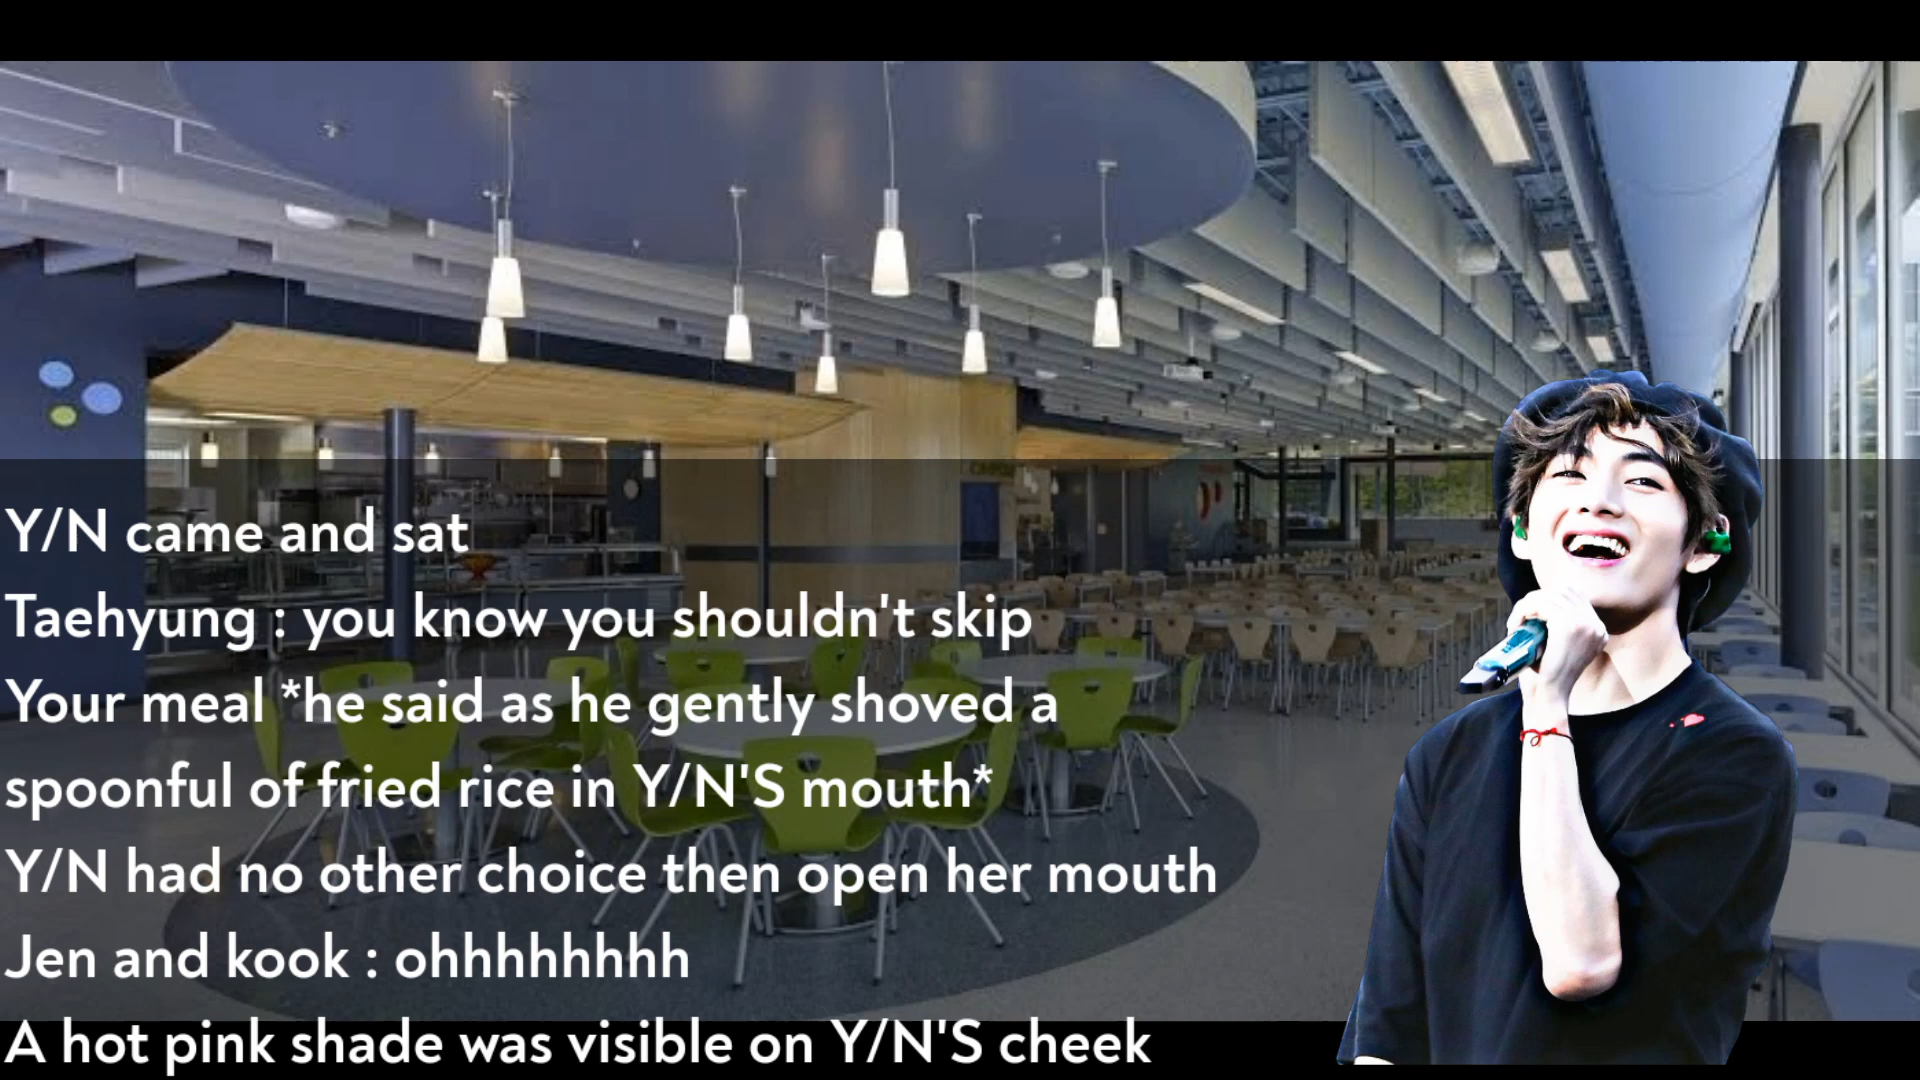 Y/N came and sat
Taehyung : you know you shouldn't skip
Your meal *he said as he gently shoved a
spoonful of fried rice in Y/N'S mouth*
Y/N had no other choice then open her mouth
Jen and kook : ohhhhhhhhh
A hot pink shade was visible on Y/N'S cheek